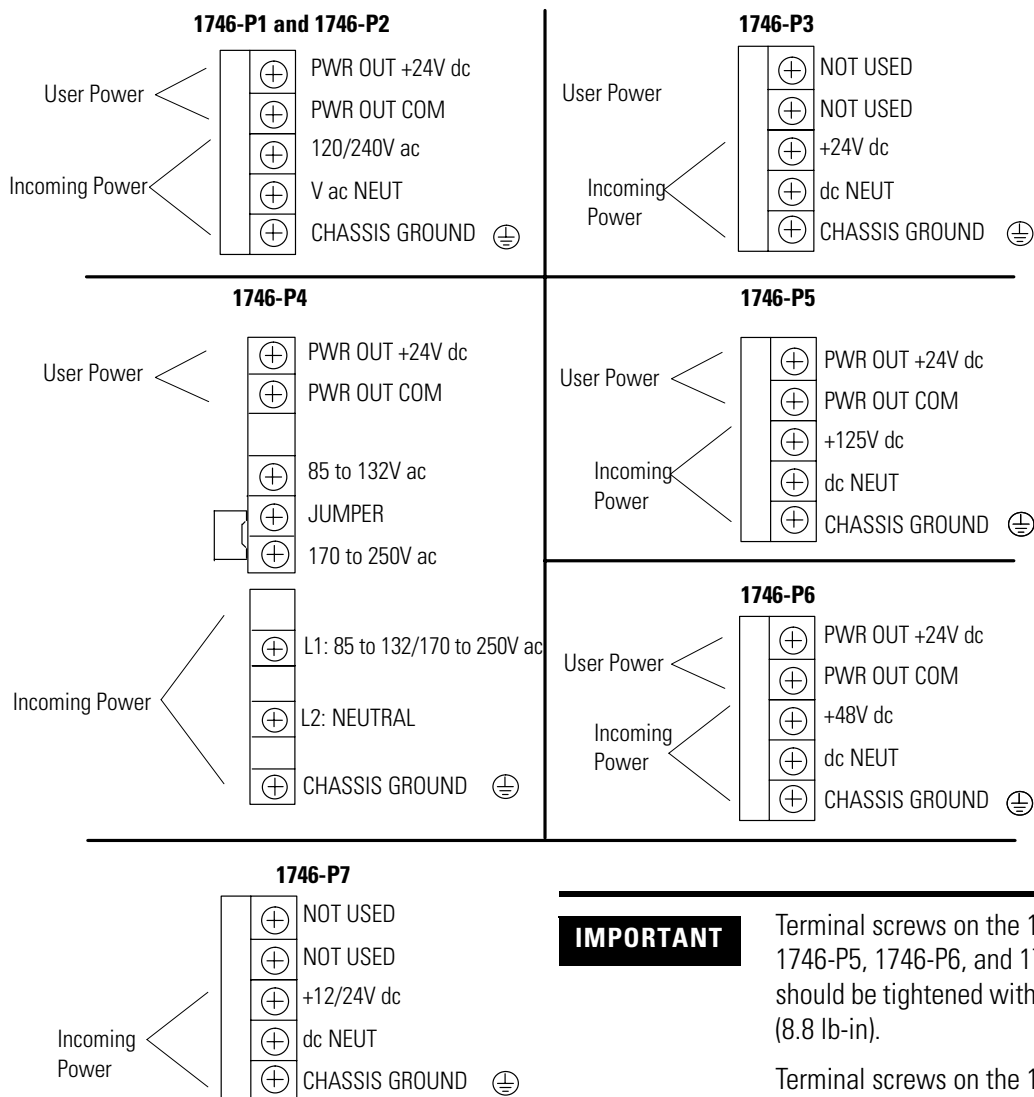 1746-P1 and 1746-P2
User Power
PWR OUT +24V dc
PWR OUT COM
Incoming Power
120/240V ac
V ac NEUT
CHASSIS GROUND
1746-P3
User Power
NOT USED
NOT USED
Incoming
Power
+24V dc
dc NEUT
CHASSIS GROUND
1746-P4
User Power
PWR OUT +24V dc
PWR OUT COM
85 to 132V ac
JUMPER
170 to 250V ac
Incoming Power
L1: 85 to 132/170 to 250V ac
L2: NEUTRAL
CHASSIS GROUND
1746-P5
User Power
PWR OUT +24V dc
PWR OUT COM
Incoming
Power
+125V dc
dc NEUT
CHASSIS GROUND
1746-P6
User Power
PWR OUT +24V dc
PWR OUT COM
Incoming
Power
+48V dc
dc NEUT
CHASSIS GROUND
1746-P7
NOT USED
NOT USED
Incoming
Power
+12/24V dc
dc NEUT
CHASSIS GROUND
IMPORTANT
Terminal screws on the
1746-P5, 1746-P6, and
should be tightened with
(8.8 lb-in).
Terminal screws on the